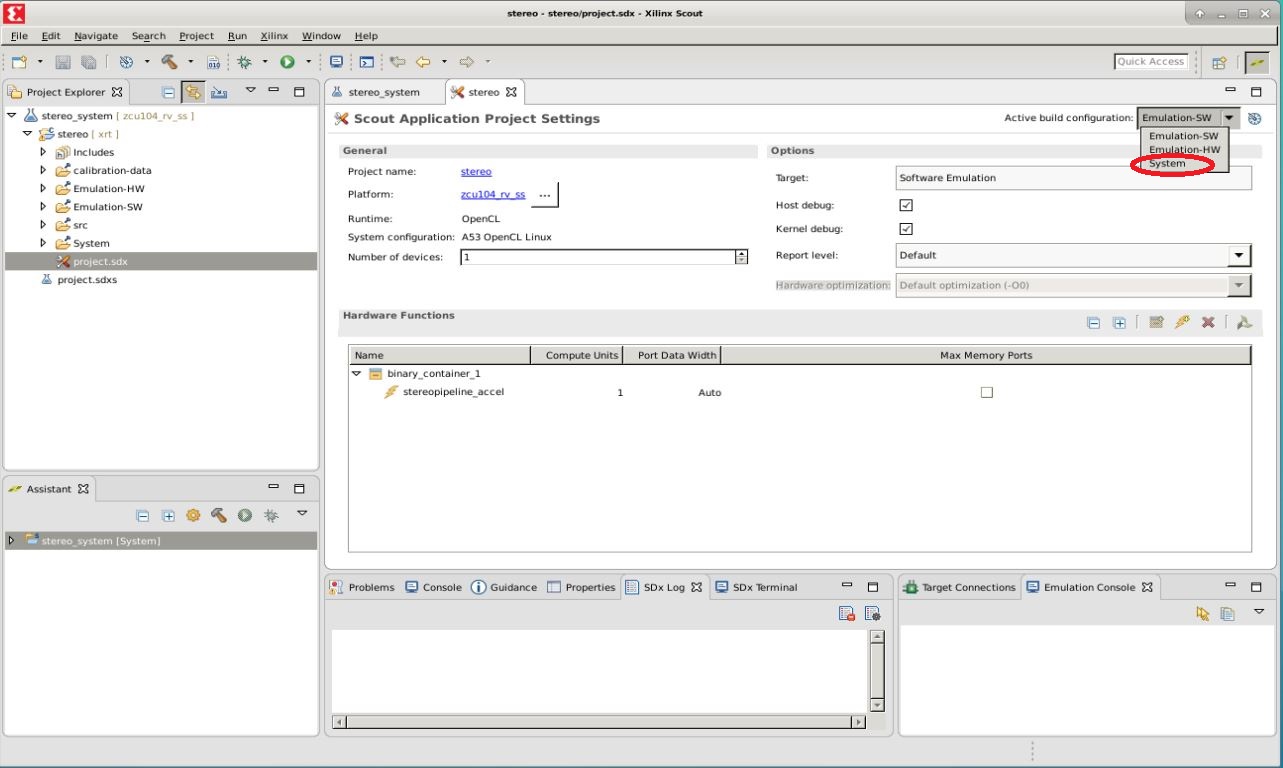 stereo - stereo/project.sdx - Xilinx Scout
File Edit Navigate Search Project Run Xilinx Window Help
Quick Access
Project Explorer
stereo_system [ zcu104_rv_ss ]
stereo [ xrt ]
Includes
calibration-data
Emulation-HW
Emulation-SW
src
System
project.sdx
project.sdxs
Assistant
stereo_system [System]
stereo_system stereo
Scout Application Project Settings
Active build configuration: Emulation-SW
Emulation-SW
Emulation-HW
System
General
Project name: stereo
Platform: zcu104_rv_ss ...
Runtime: OpenCL
System configuration: A53 OpenCL Linux
Number of devices: 1
Options
Target: Software Emulation
Host debug:
Kernel debug:
Report level: Default
Hardware optimization: Default optimization (-O0)
Hardware Functions
Name Compute Units Port Data Width Max Memory Ports
binary_container_1
stereopipeline_accel 1 Auto
Problems Console Guidance Properties SDx Log SDx Terminal
Target Connections Emulation Console